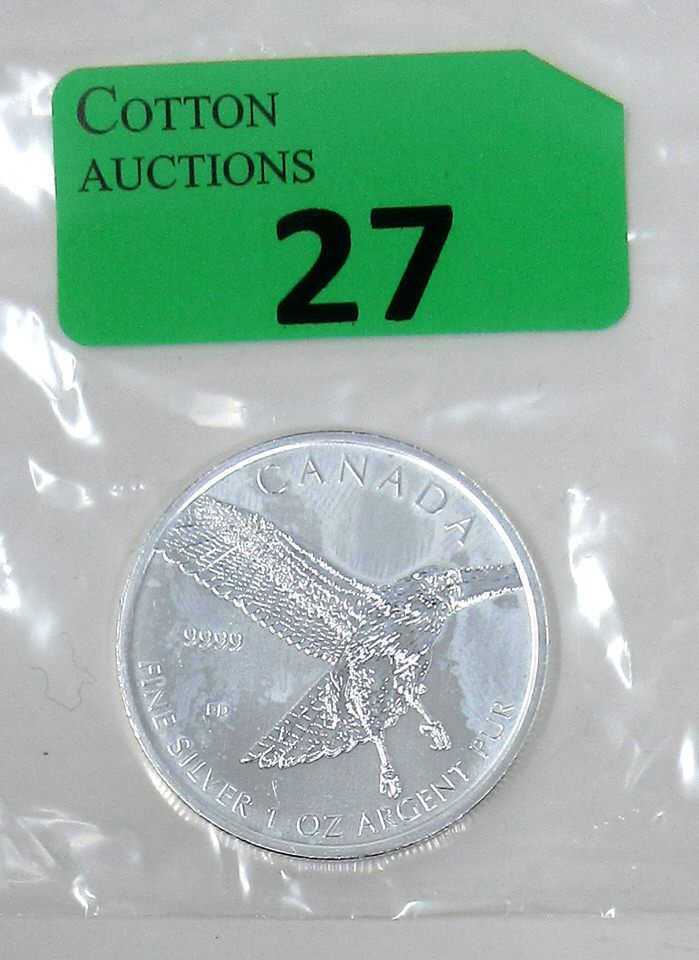 COTTON
AUCTIONS
27
CANADA
9999
FINE SILVER 1 OZ ARGENT PUR